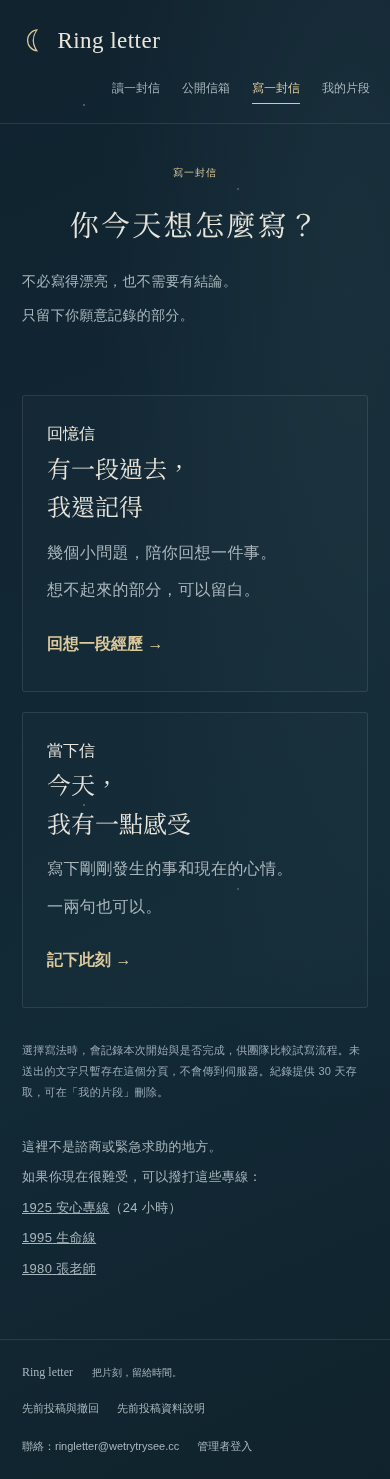 Ring letter
讀一封信 公開信箱 寫一封信 我的片段
寫一封信
你今天想怎麼寫？
不必寫得漂亮，也不需要有結論。
只留下你願意記錄的部分。
回憶信
有一段過去，
我還記得
幾個小問題，陪你回想一件事。
想不起來的部分，可以留白。
回想一段經歷 →
當下信
今天，
我有一點感受
寫下剛剛發生的事和現在的心情。
一兩句也可以。
記下此刻 →
選擇寫法時，會記錄本次開始與是否完成，供團隊比較試寫流程。未
送出的文字只暫存在這個分頁，不會傳到伺服器。紀錄提供 30 天存
取，可在「我的片段」刪除。
這裡不是諮商或緊急求助的地方。
如果你現在很難受，可以撥打這些專線：
1925 安心專線（24 小時）
1995 生命線
1980 張老師
Ring letter 把片刻，留給時間。
先前投稿與撤回 先前投稿資料說明
聯絡：ringletter@wetrytrysee.cc 管理者登入